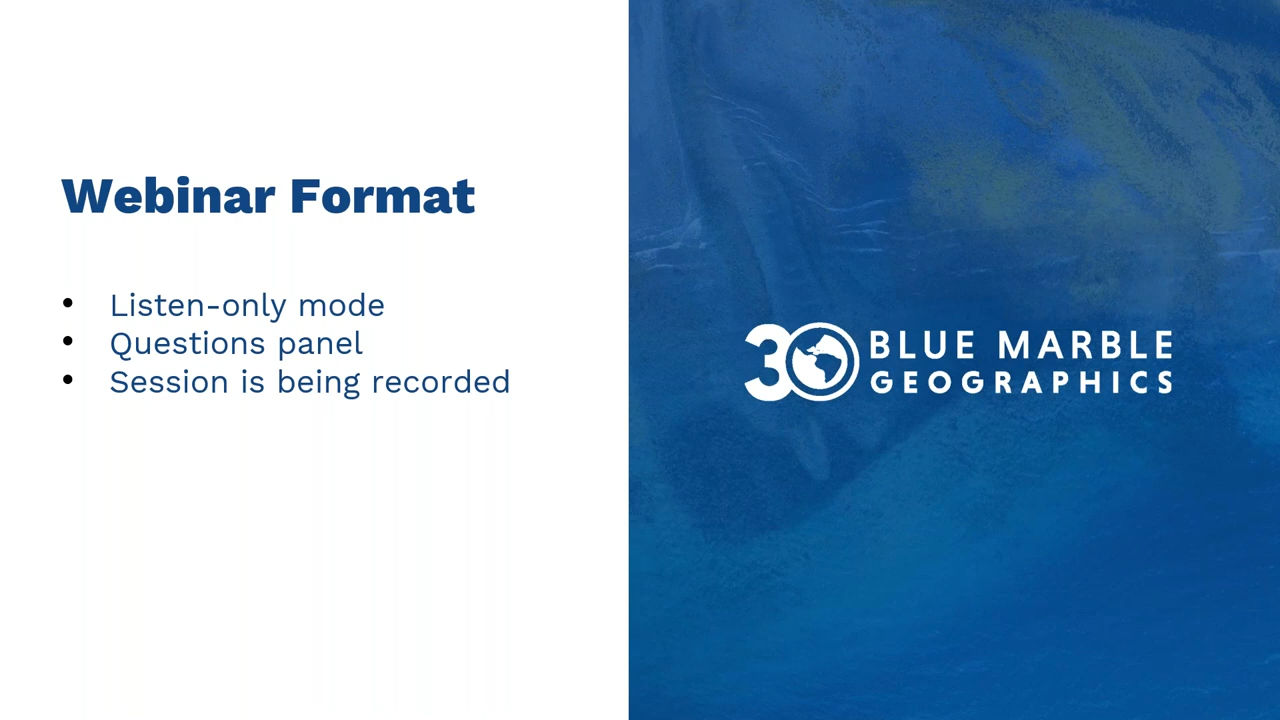 Webinar Format
• Listen-only mode
• Questions panel
• Session is being recorded
30 BLUE MARBLE
GEOGRAPHICS